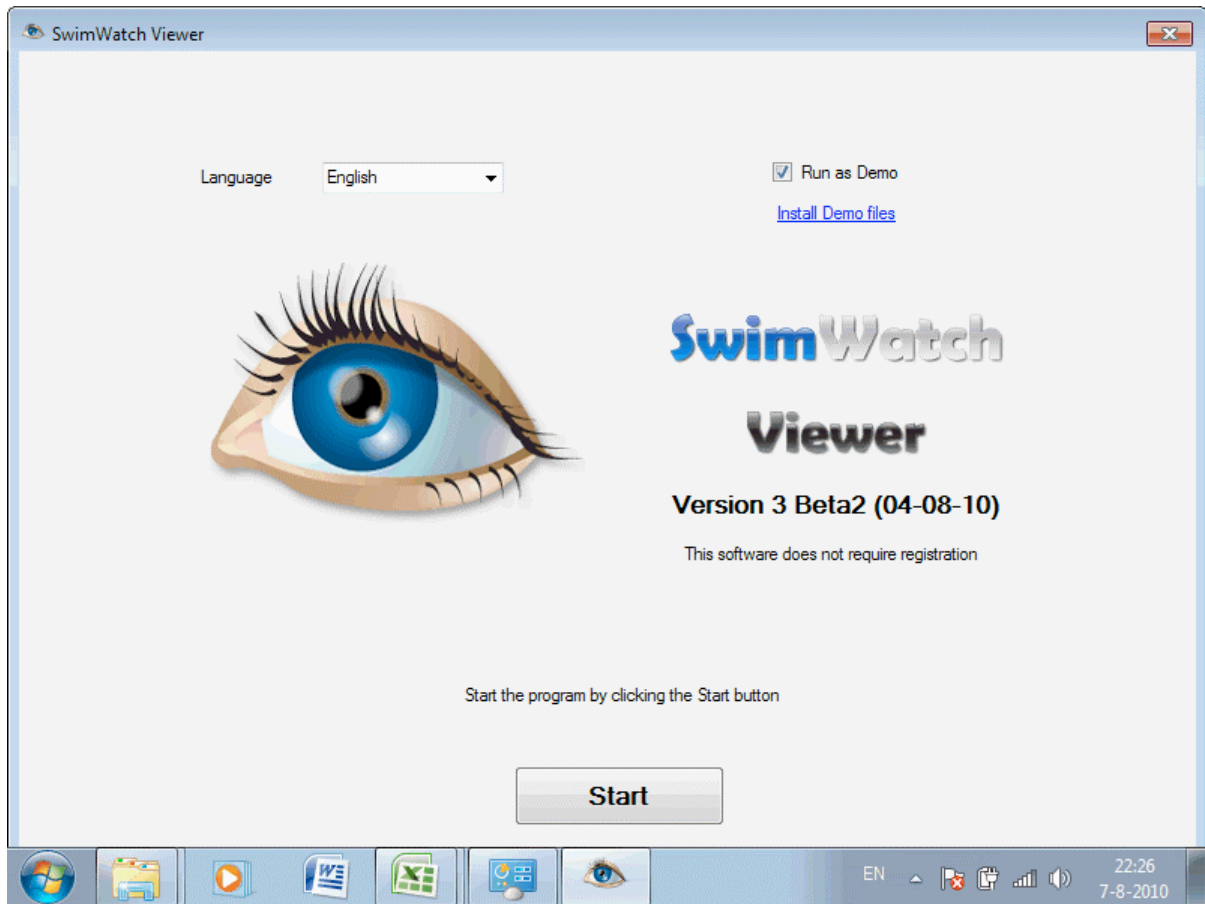 SwimWatch Viewer
Language
English
Run as Demo
Install Demo files
SwimWatch
Viewer
Version 3 Beta2 (04-08-10)
This software does not require registration
Start the program by clicking the Start button
Start
EN
22:26
7-8-2010